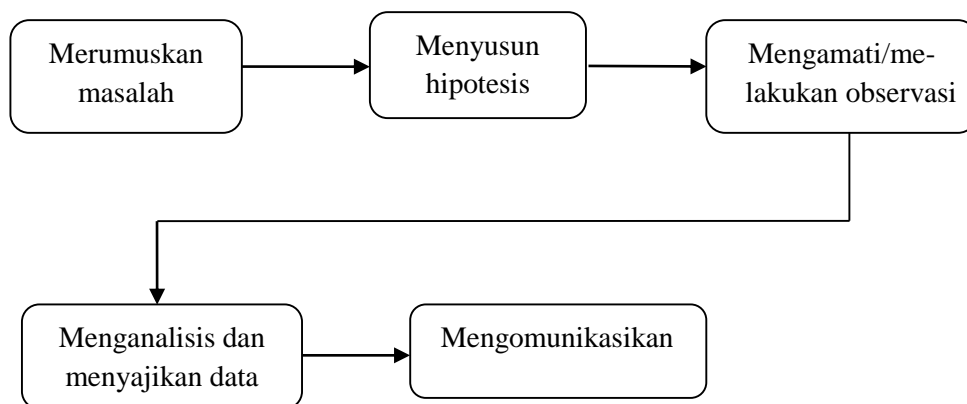 Merumuskan
masalah
Menyusun
hipotesis
Mengamati/me-
lakukan observasi
Menganalisis dan
menyajikan data
Mengomunikasikan